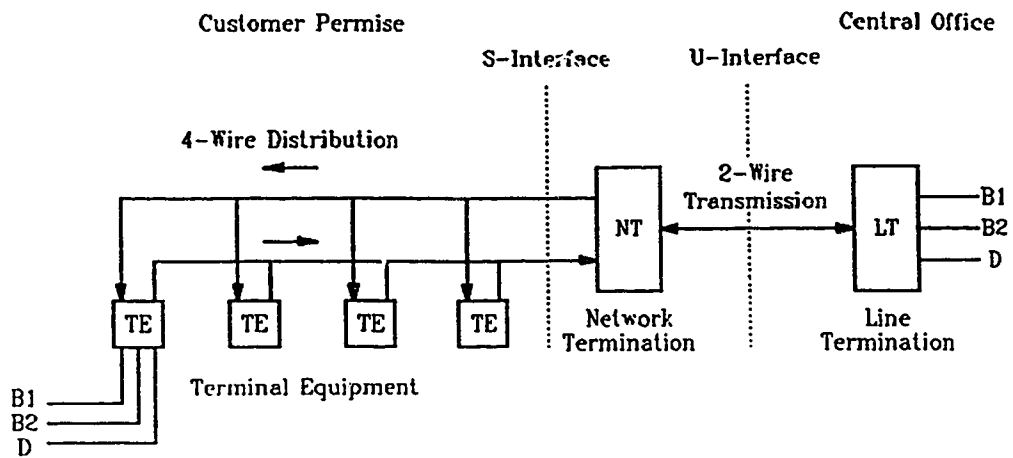 Customer Permise
Central Office
S-Interface
U-Interface
4-Wire Distribution
2-Wire
Transmission
NT
LT
B1
B2
D
TE
TE
TE
TE
Network
Termination
Line
Termination
Terminal Equipment
B1
B2
D